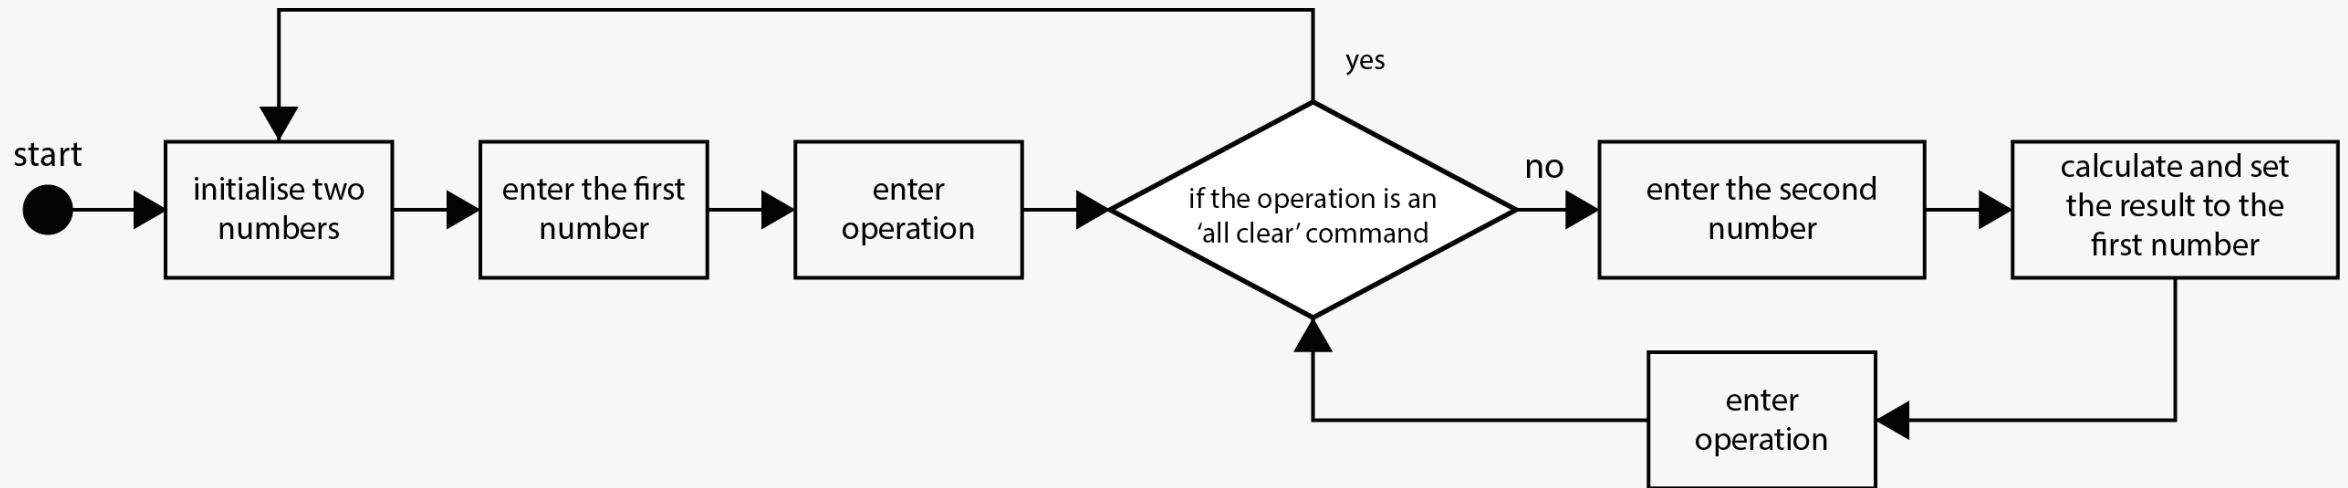 yes
start
initialise two
numbers
enter the first
number
enter
operation
if the operation is an
‘all clear’ command
no
enter the second
number
calculate and set
the result to the
first number
enter
operation